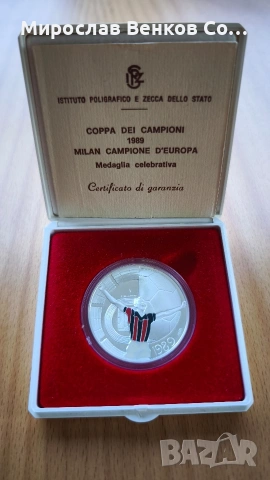 Мирослав Венков Со...
IPZS
ISTITUTO POLIGRAFICO E ZECCA DELLO STATO
COPPA DEI CAMPIONI
1989
MILAN CAMPIONE D'EUROPA
Medaglia celebrativa
Certificato di garanzia
1989
bazar